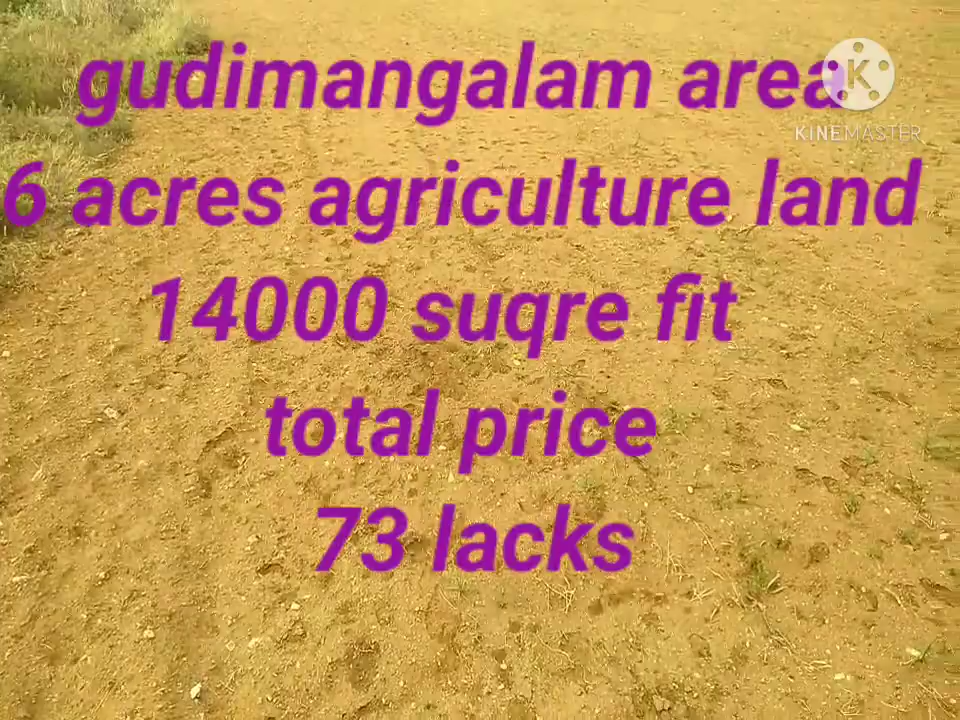 gudimangalam area
K
KINEMASTER
6 acres agriculture land
14000 suqre fit
total price
73 lacks